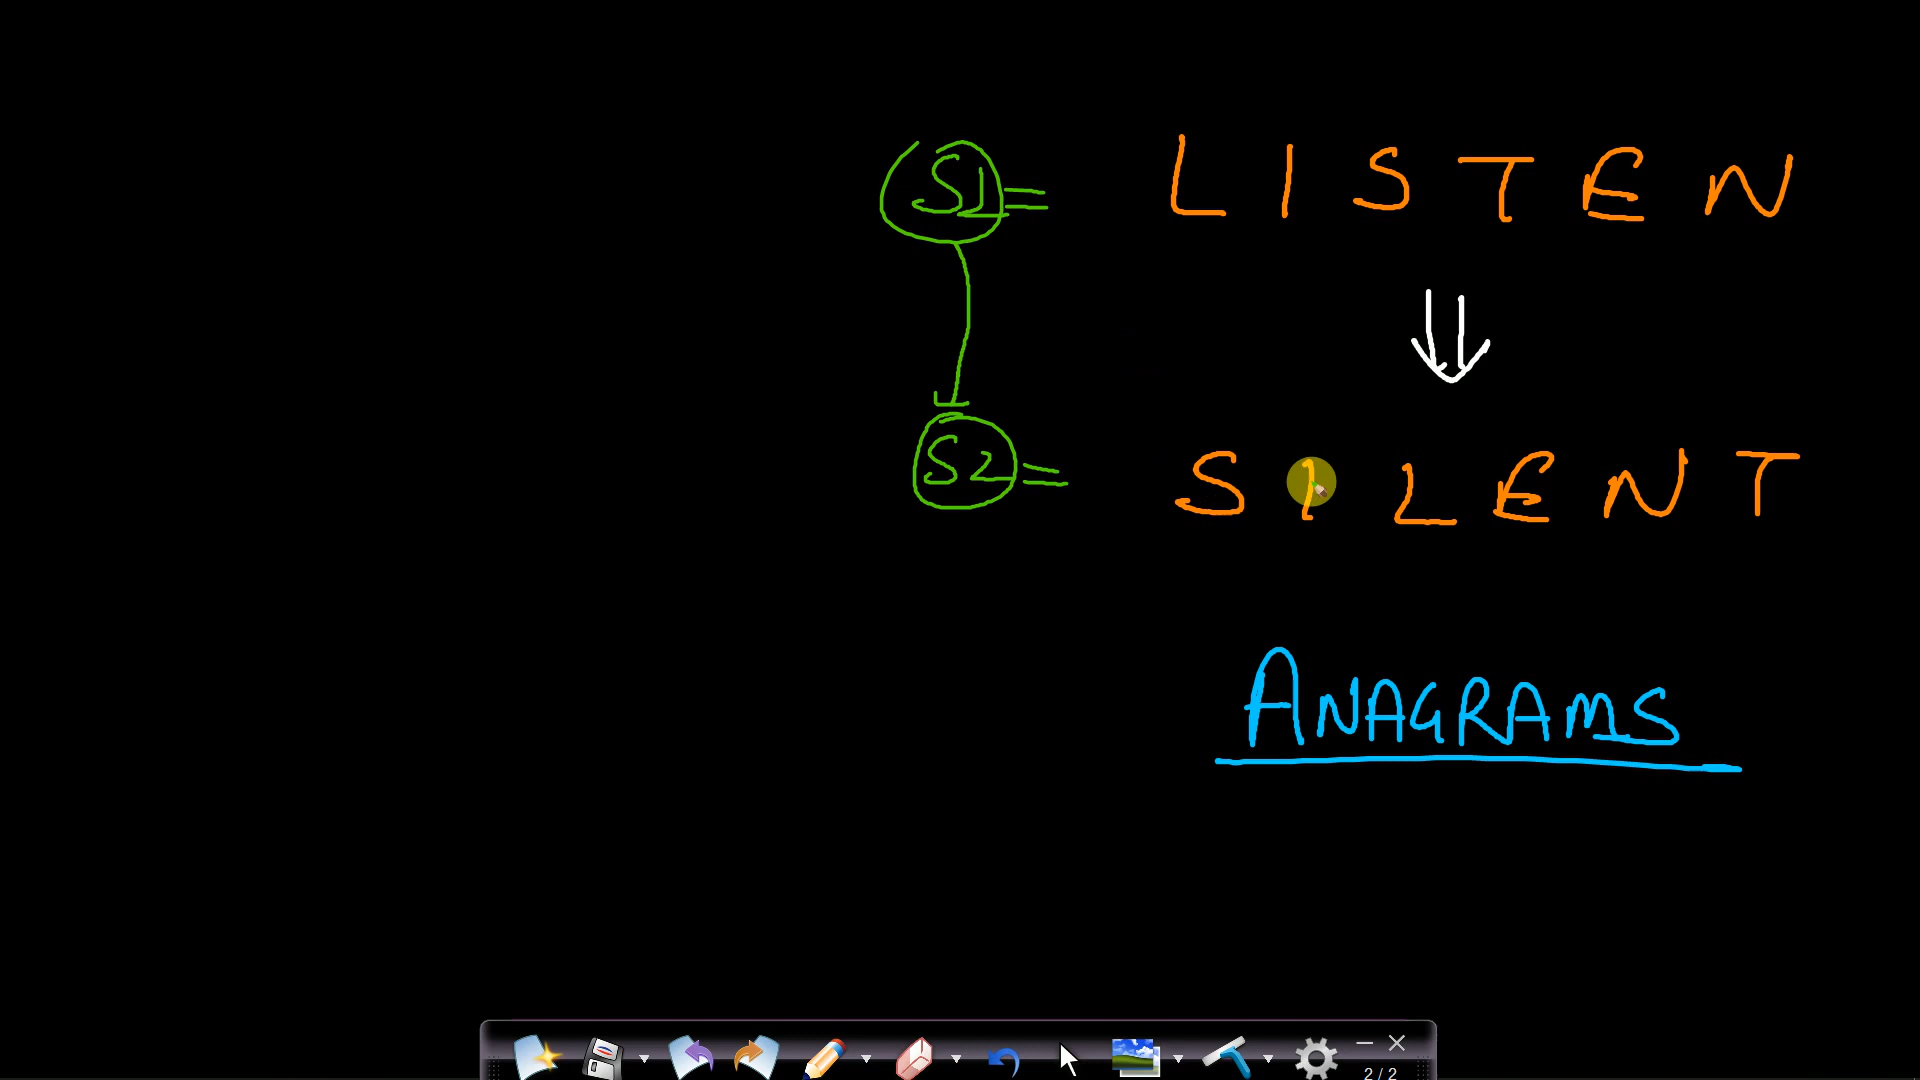 S1= LISTEN
S2= SILENT
ANAGRAMS
2/2